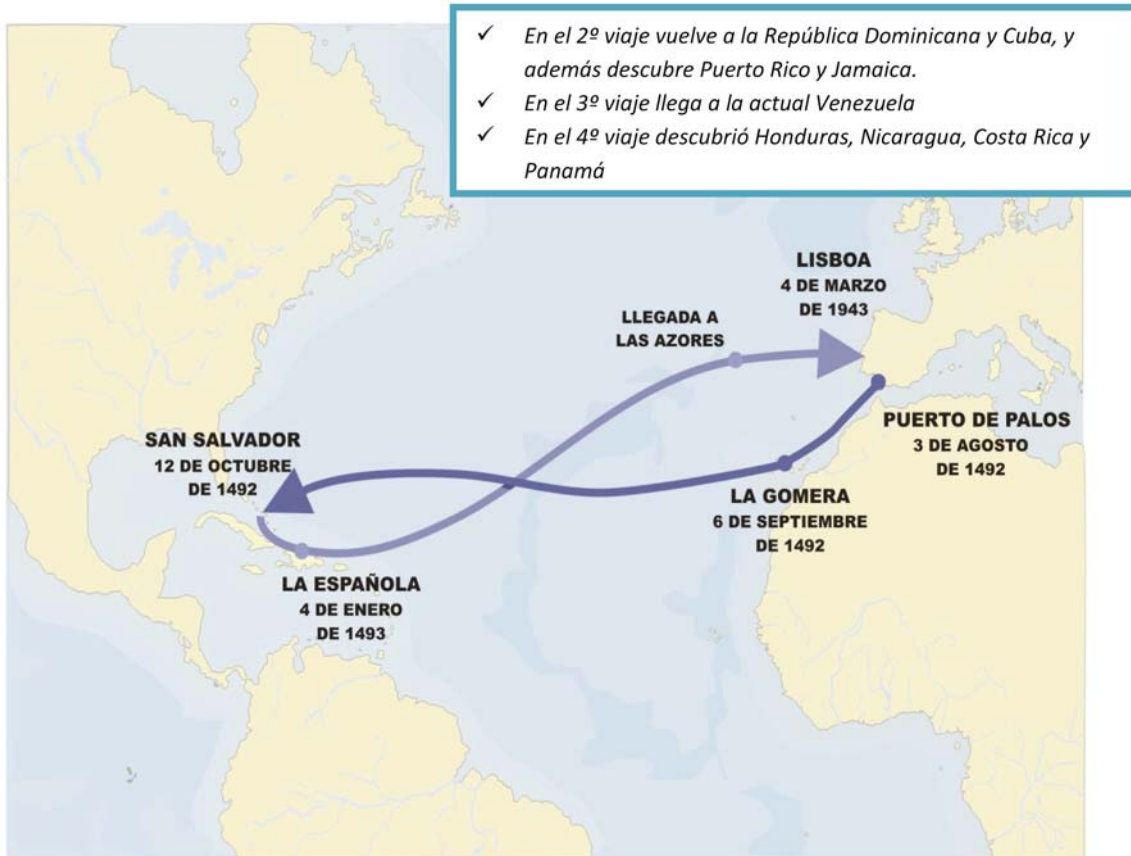 ✓ En el 2º viaje vuelve a la República Dominicana y Cuba, y
además descubre Puerto Rico y Jamaica.
✓ En el 3º viaje llega a la actual Venezuela
✓ En el 4º viaje descubrió Honduras, Nicaragua, Costa Rica y
Panamá
LISBOA
4 DE MARZO
DE 1943
LLEGADA A
LAS AZORES
PUERTO DE PALOS
3 DE AGOSTO
DE 1492
SAN SALVADOR
12 DE OCTUBRE
DE 1492
LA GOMERA
6 DE SEPTIEMBRE
DE 1492
LA ESPAÑOLA
4 DE ENERO
DE 1493